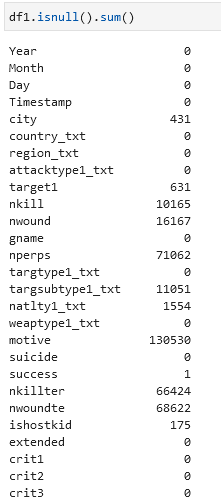 df1.isnull().sum()
Year 0
Month 0
Day 0
Timestamp 0
city 431
country_txt 0
region_txt 0
attacktype1_txt 0
target1 631
nkill 10165
nwound 16167
gname 0
nperps 71062
targtype1_txt 0
targsubtype1_txt 11051
natlty1_txt 1554
weaptype1_txt 0
motive 130530
suicide 0
success 1
nkillter 66424
nwoundte 68622
ishostkid 175
extended 0
crit1 0
crit2 0
crit3 0